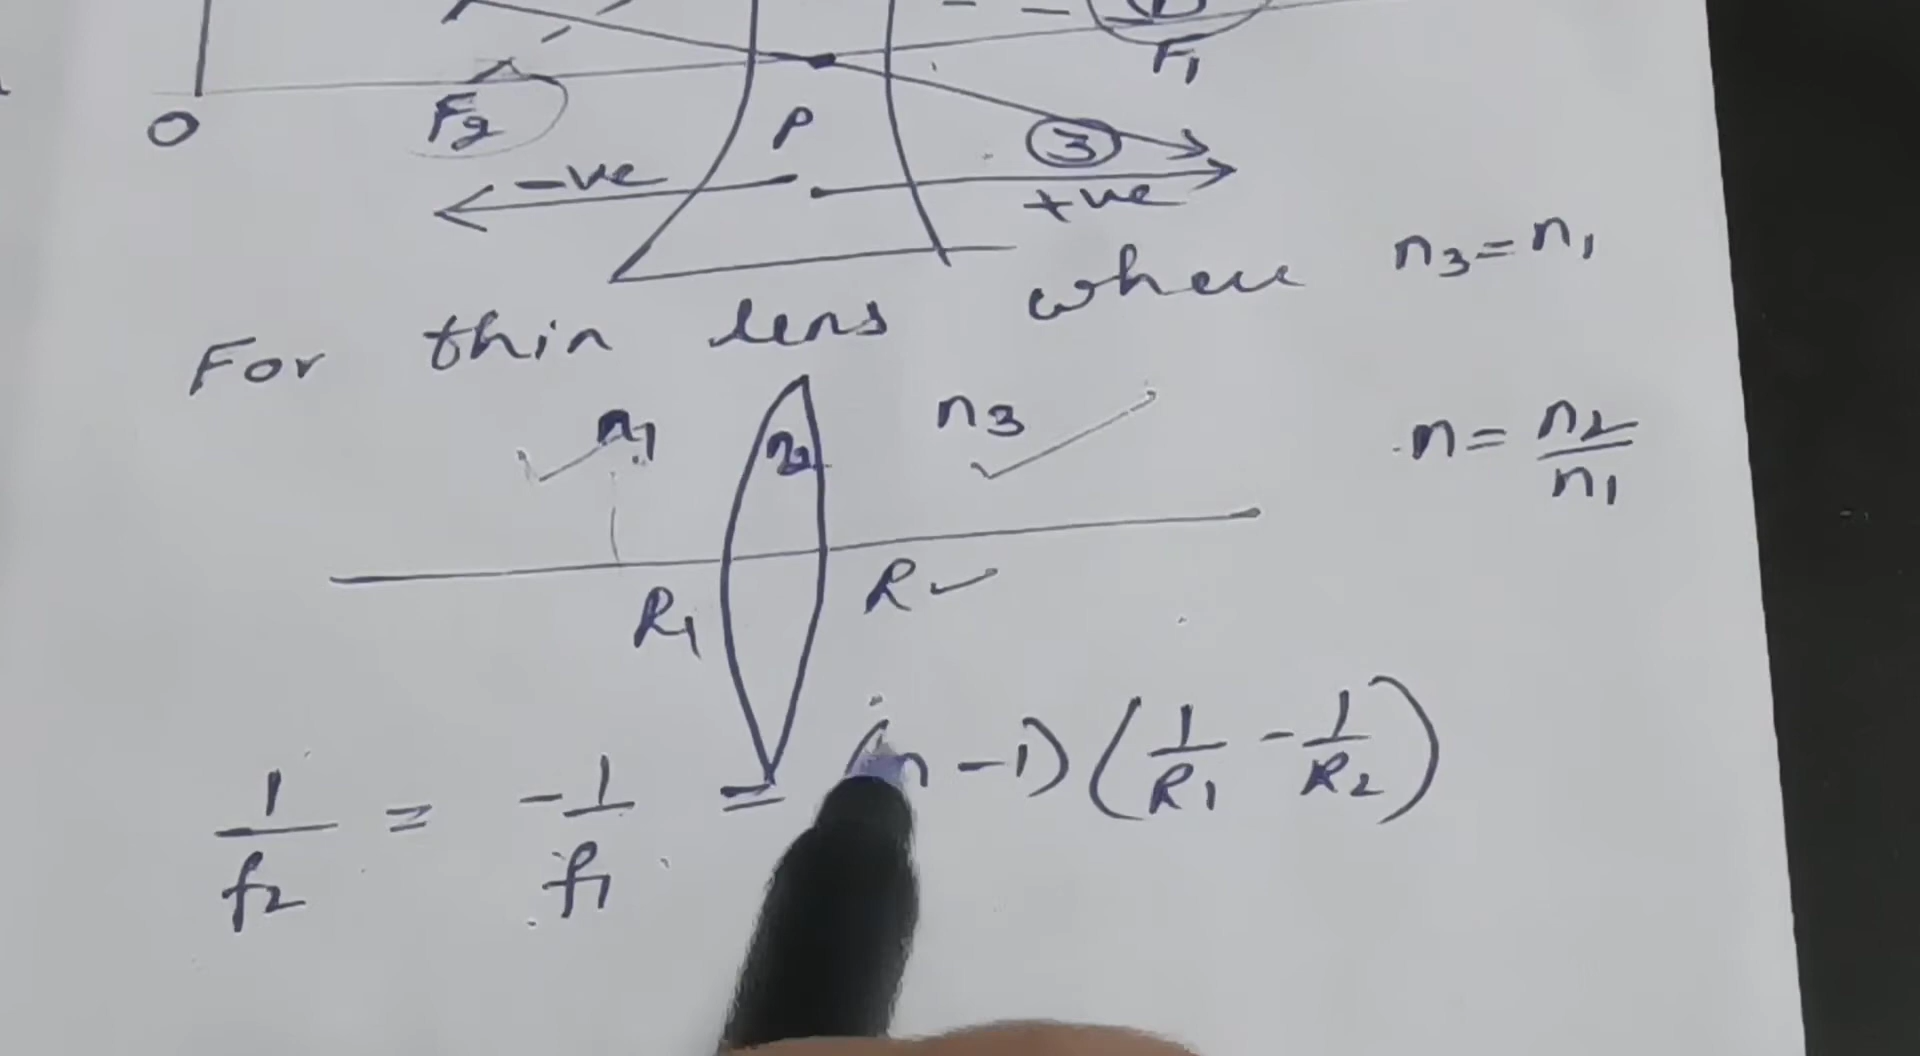 F1
O F2 P 3
-ve +ve
For thin lens when n3 = n1
n1 n2 n3 n = n2/n1
R1 R
1/f2 = -1/f1 = (n-1) (1/R1 - 1/R2)